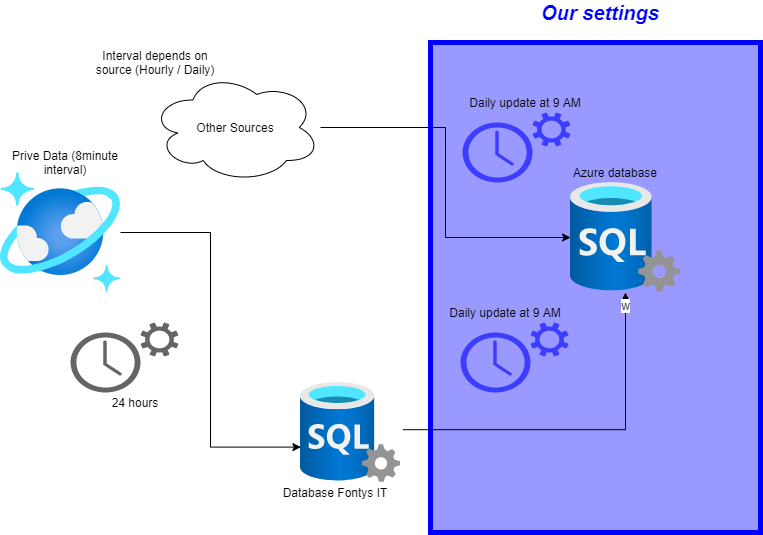 Our settings
Interval depends on
source (Hourly / Daily)
Other Sources
Daily update at 9 AM
Prive Data (8minute
interval)
Azure database
SQL
W
Daily update at 9 AM
24 hours
SQL
Database Fontys IT